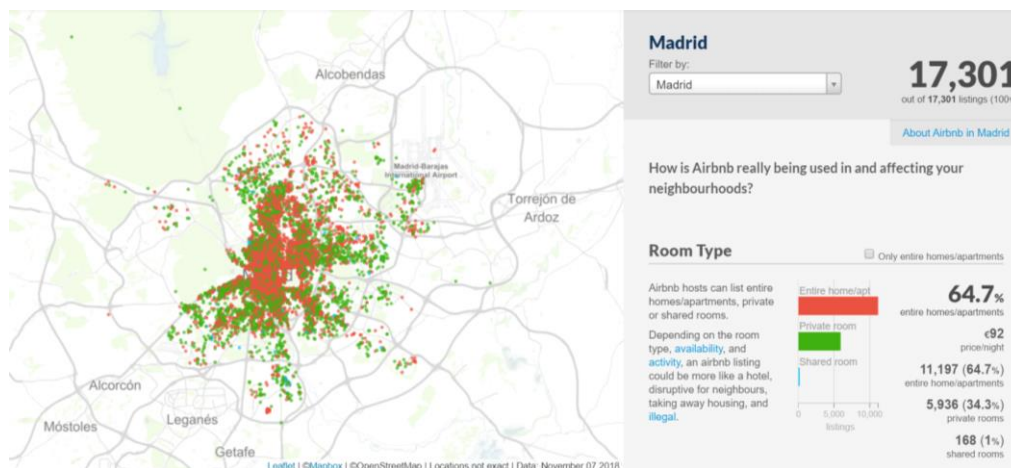 Alcobendas
Madrid-Barajas
International Airport
Torrejón de
Ardoz
Alcorcón
Leganés
Móstoles
Getafe
Leaflet | ©Mapbox | ©OpenStreetMap | Locations not exact | Data: November 07 2018
Madrid
Filter by:
Madrid
17,301
out of 17,301 listings (100%
About Airbnb in Madrid
How is Airbnb really being used in and affecting your
neighbourhoods?
Room Type
Only entire homes/apartments
Airbnb hosts can list entire
homes/apartments, private
or shared rooms.
Depending on the room
type, availability, and
activity, an airbnb listing
could be more like a hotel,
disruptive for neighbours,
taking away housing, and
illegal.
Entire home/apt
Private room
Shared room
0 5,000 10,000
listings
64.7%
entire homes/apartments
€92
price/night
11,197 (64.7%)
entire home/apartments
5,936 (34.3%)
private rooms
168 (1%)
shared rooms